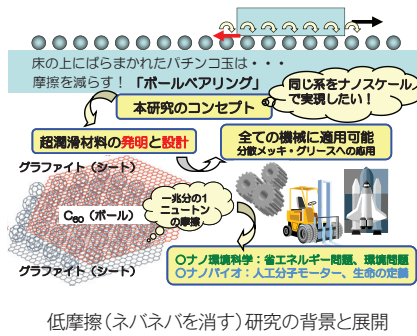 床の上にばらまかれたパチンコ玉は・・・
摩擦を減らす！「ボールベアリング」
同じ系をナノスケール
で実現したい！
本研究のコンセプト
超潤滑材料の発明と設計
全ての機械に適用可能
分散メッキ・グリースへの応用
グラファイト（シート）
C₆₀（ボール）
一兆分の1
ニュートン
の摩擦
グラファイト（シート）
○ナノ環境科学：省エネルギー問題、環境問題
○ナノバイオ：人工分子モーター、生命の定義
低摩擦（ネバネバを消す）研究の背景と展開